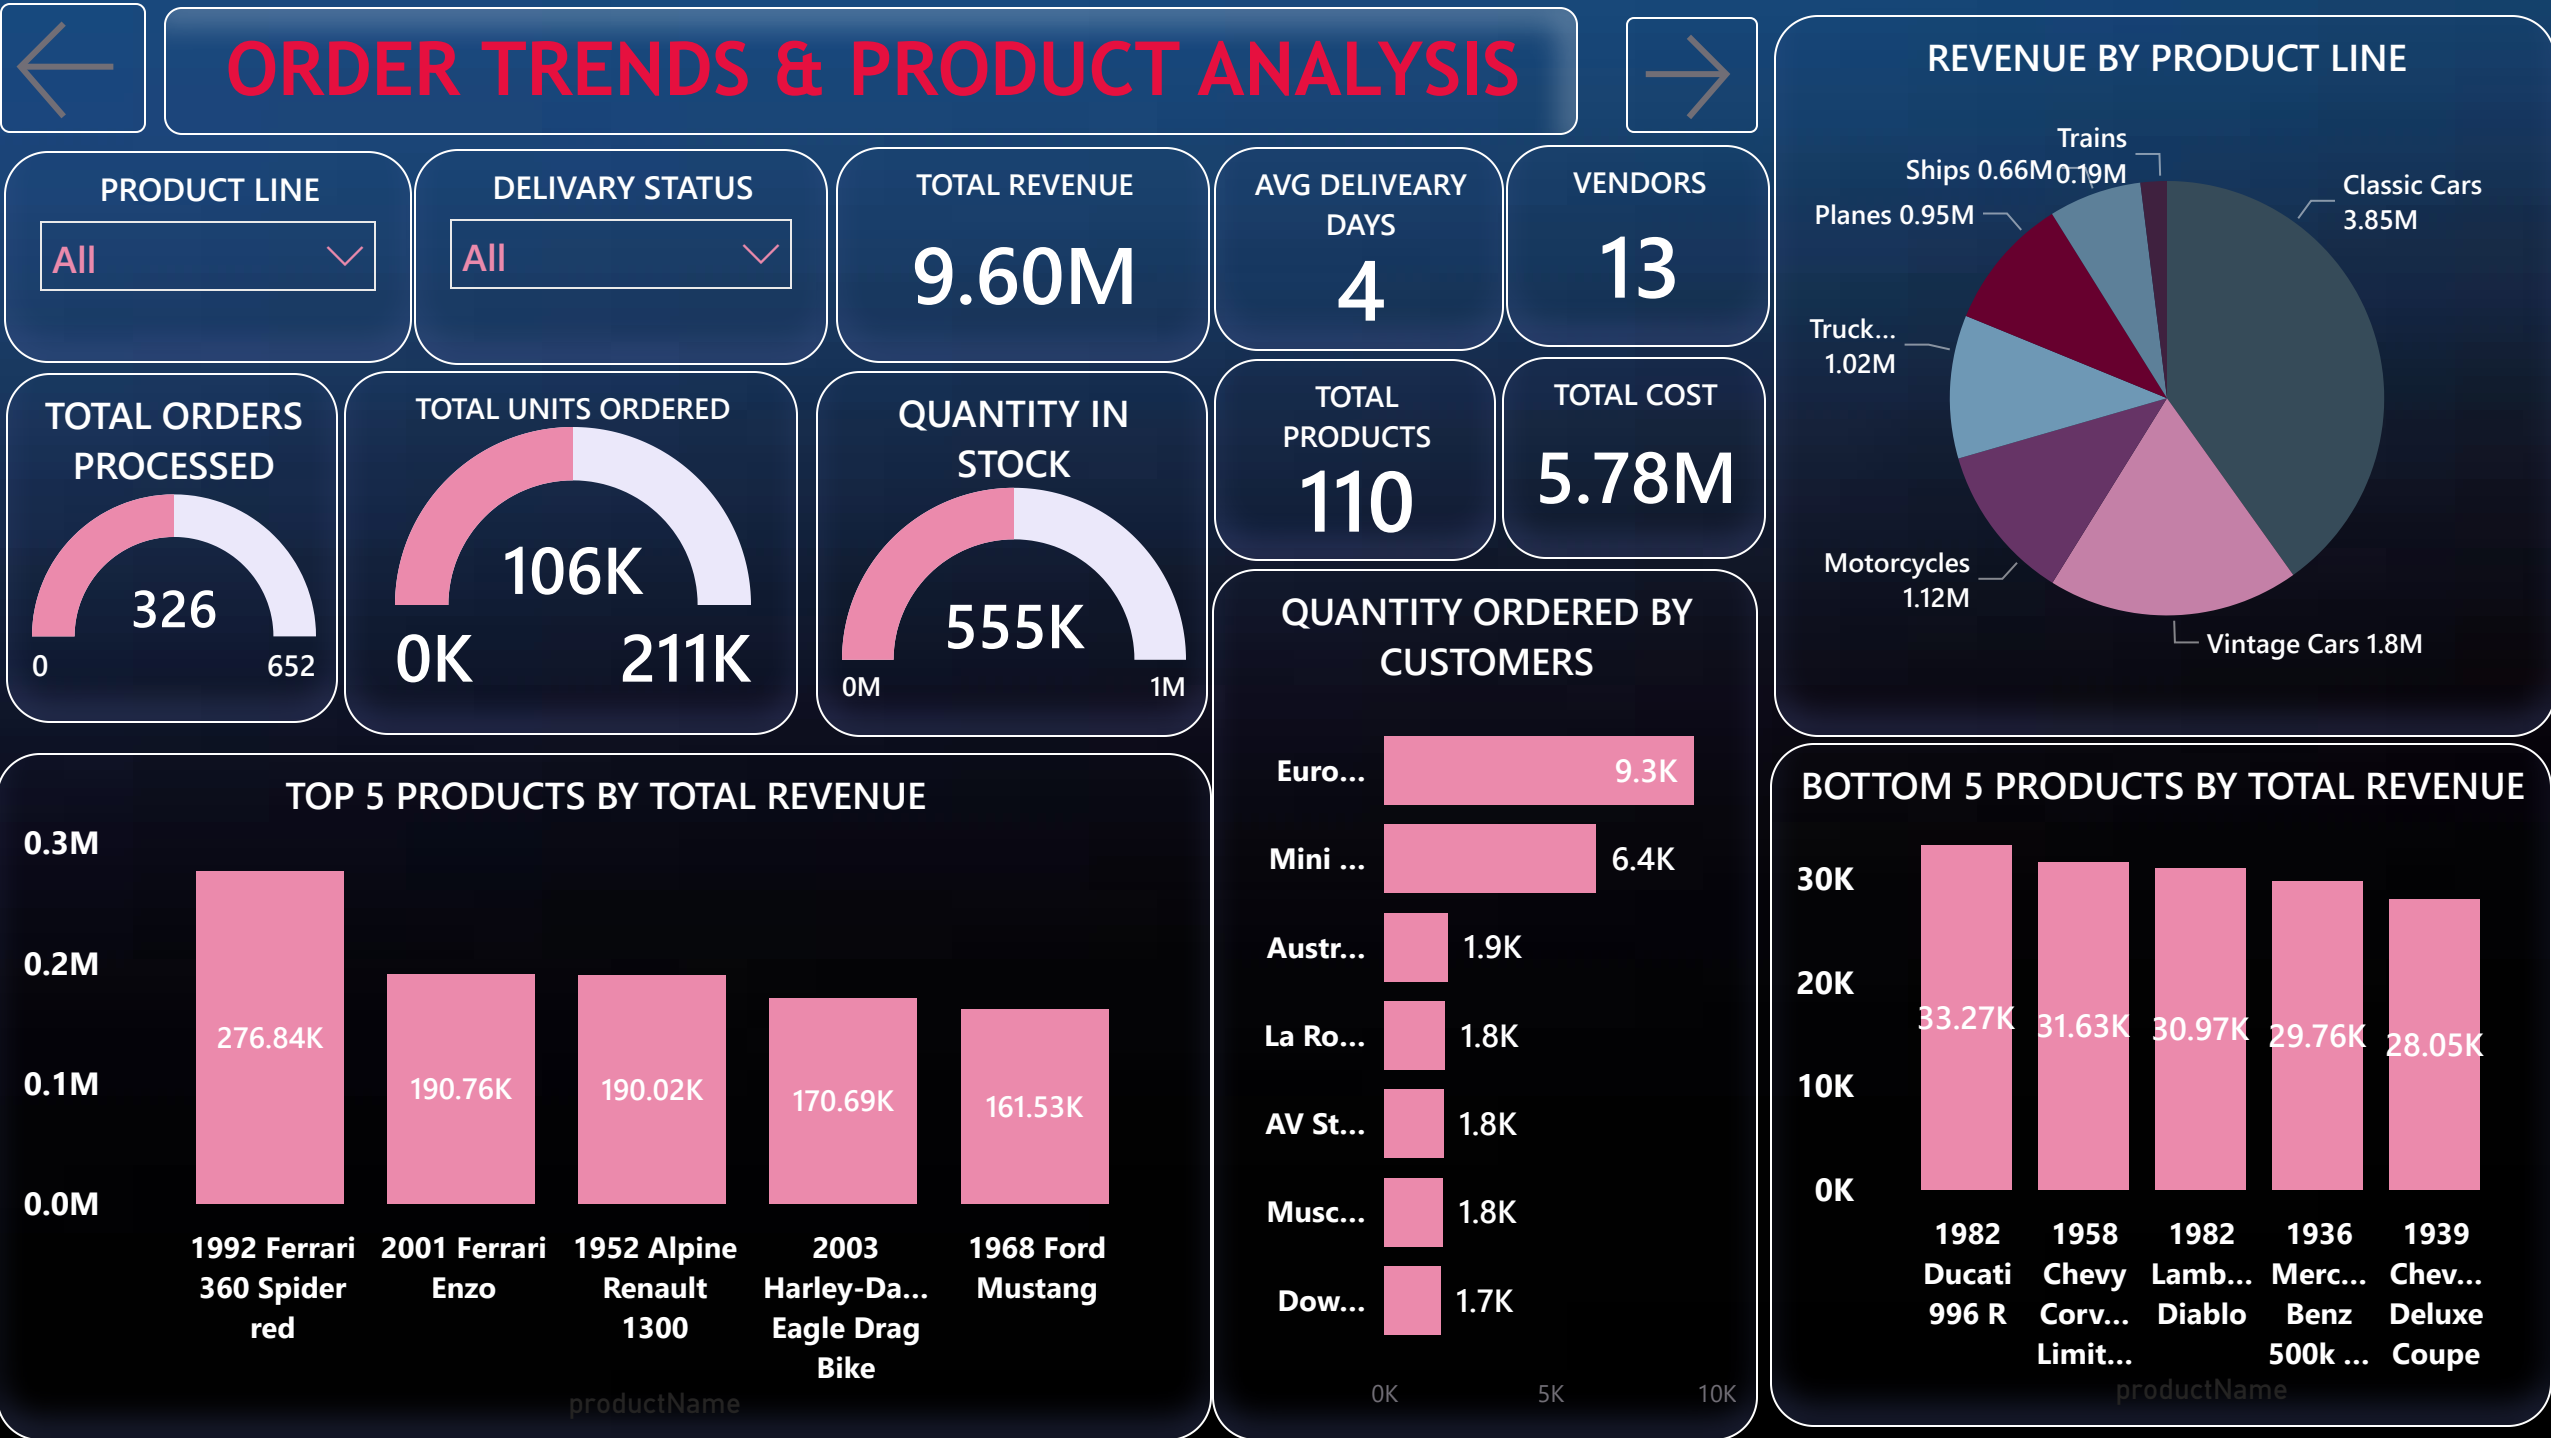 ORDER TRENDS & PRODUCT ANALYSIS
PRODUCT LINE
All
DELIVARY STATUS
All
TOTAL REVENUE
9.60M
AVG DELIVEARY
DAYS
4
VENDORS
13
TOTAL ORDERS
PROCESSED
326
0
652
TOTAL UNITS ORDERED
106K
0K
211K
QUANTITY IN
STOCK
555K
0M
1M
TOTAL
PRODUCTS
110
TOTAL COST
5.78M
REVENUE BY PRODUCT LINE
Trains
0.19M
Ships 0.66M
Planes 0.95M
Truck...
1.02M
Motorcycles
1.12M
Vintage Cars 1.8M
Classic Cars
3.85M
TOP 5 PRODUCTS BY TOTAL REVENUE
0.3M
0.2M
0.1M
0.0M
276.84K
190.76K
190.02K
170.69K
161.53K
1992 Ferrari
360 Spider
red
2001 Ferrari
Enzo
1952 Alpine
Renault
1300
2003
Harley-Da...
Eagle Drag
Bike
1968 Ford
Mustang
productName
QUANTITY ORDERED BY
CUSTOMERS
Euro...
9.3K
Mini ...
6.4K
Austr...
1.9K
La Ro...
1.8K
AV St...
1.8K
Musc...
1.8K
Dow...
1.7K
0K
5K
10K
BOTTOM 5 PRODUCTS BY TOTAL REVENUE
30K
20K
10K
0K
33.27K
31.63K
30.97K
29.76K
28.05K
1982
Ducati
996 R
1958
Chevy
Corv...
Limit...
1982
Lamb...
Diablo
1936
Merc...
Benz
500k ...
1939
Chev...
Deluxe
Coupe
productName